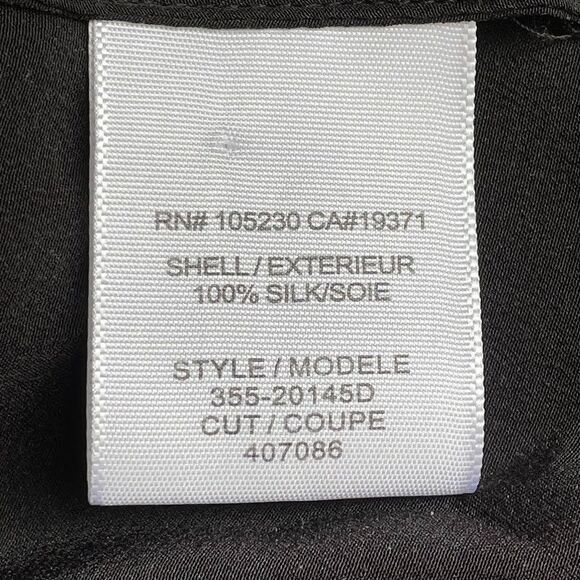 RN# 105230 CA#19371
SHELL/EXTERIEUR
100% SILK/SOIE
STYLE / MODELE
355-20145D
CUT / COUPE
407086